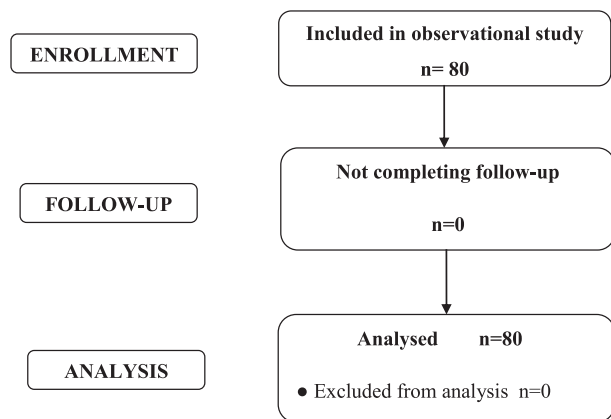 ENROLLMENT
Included in observational study
n= 80
FOLLOW-UP
Not completing follow-up
n=0
ANALYSIS
Analysed n=80
● Excluded from analysis n=0